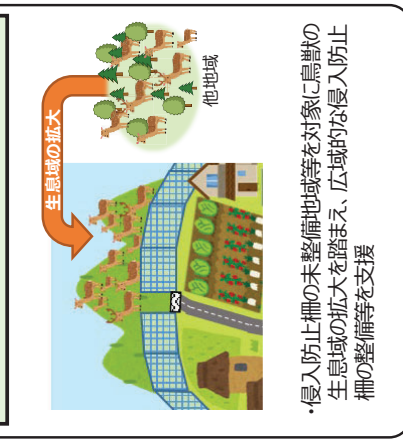 生息域の拡大
他地域
・侵入防止柵の未整備地域等を対象に鳥獣の
生息域の拡大を踏まえ、広域的な侵入防止
柵の整備等を支援